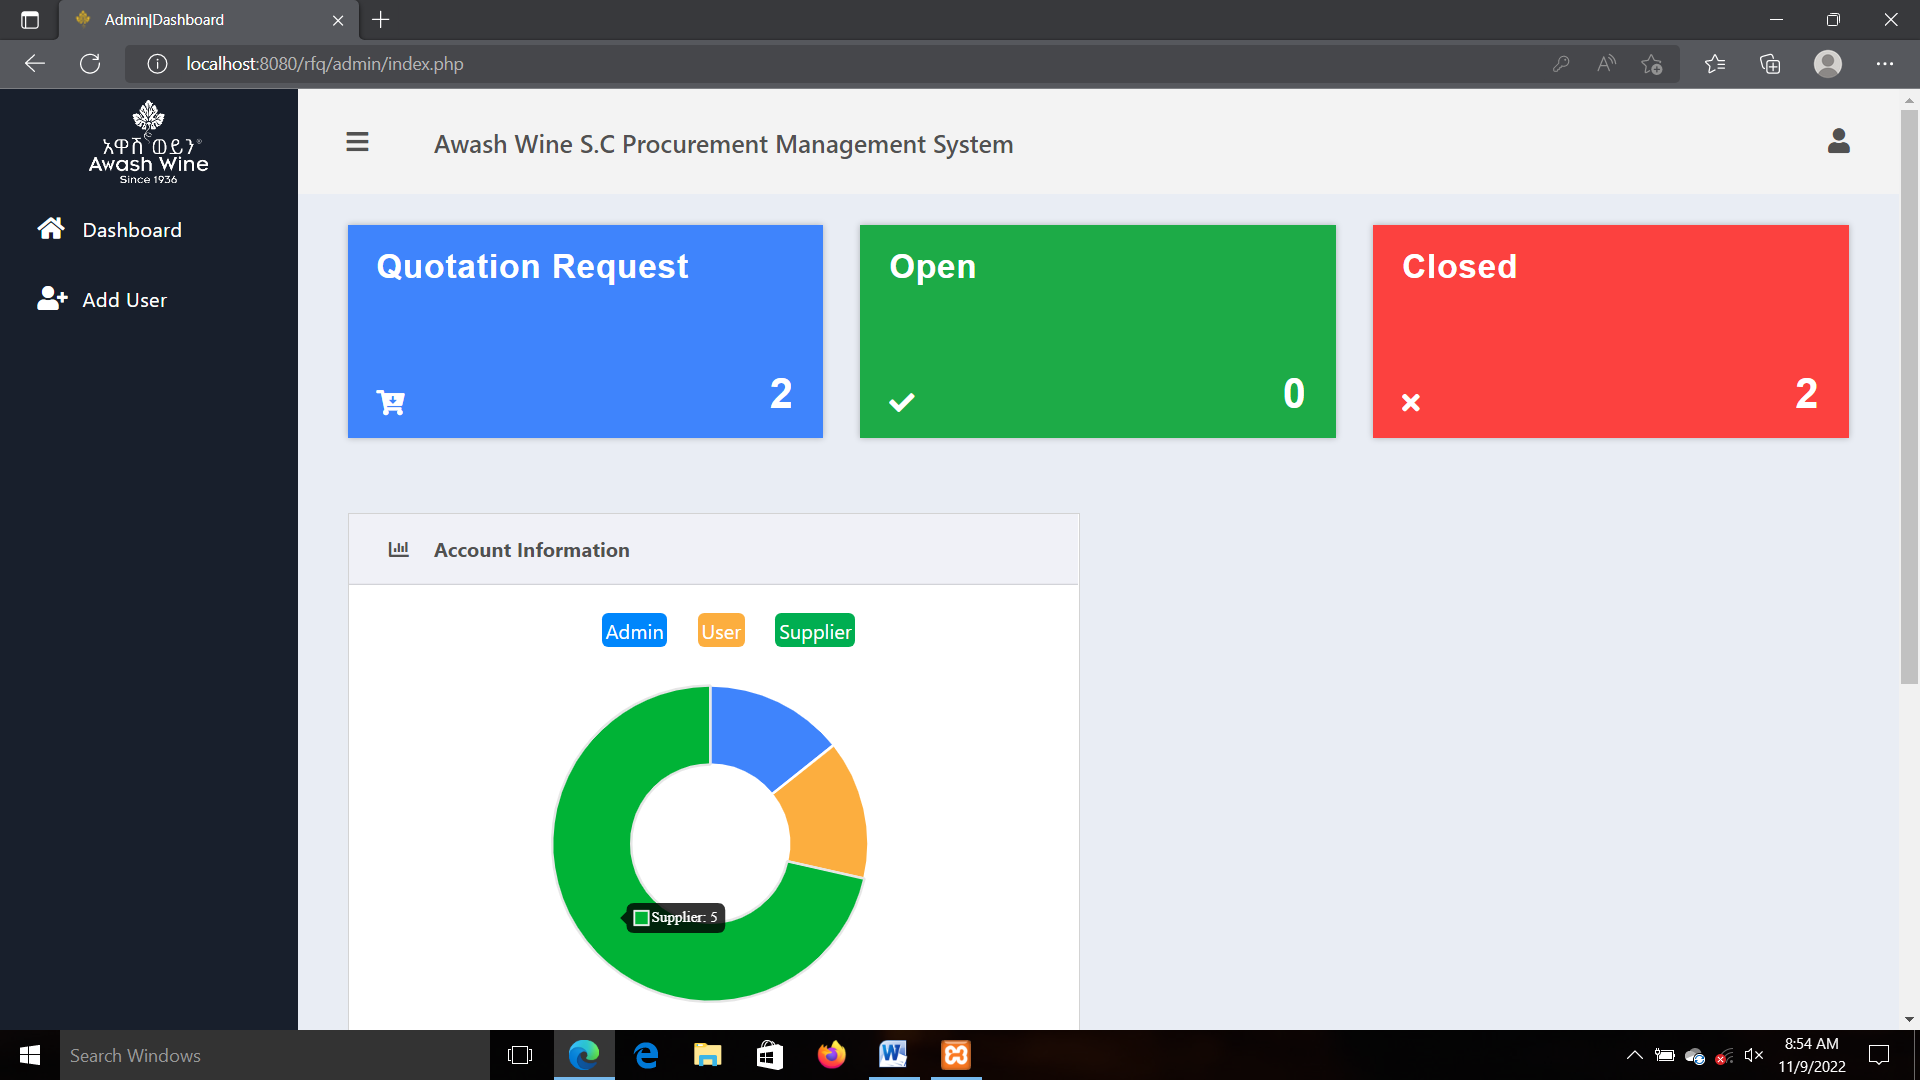 Admin|Dashboard
localhost:8080/rfq/admin/index.php
አዋሽ ወይን®
Awash Wine
Since 1936
Dashboard
Add User
Awash Wine S.C Procurement Management System
Quotation Request
2
Open
0
Closed
2
Account Information
Admin User Supplier
Supplier: 5
Search Windows
8:54 AM
11/9/2022